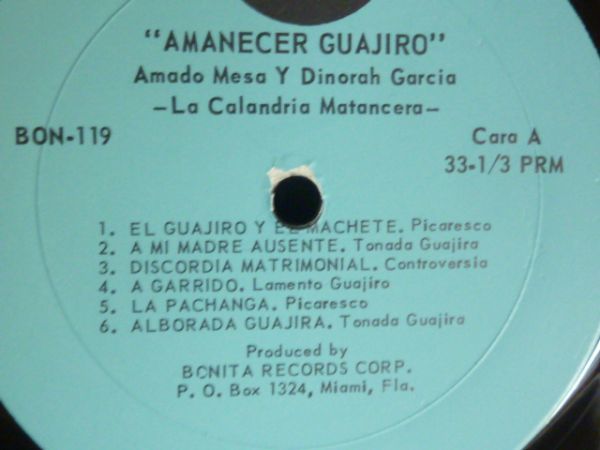 "AMANECER GUAJIRO"
Amado Mesa Y Dinorah Garcia
-La Calandria Matancera-
BON-119
Cara A
33-1/3 PRM
1. EL GUAJIRO Y EL MACHETE. Picaresco
2. A MI MADRE AUSENTE. Tonada Guajira
3. DISCORDIA MATRIMONIAL. Controversia
4. A GARRIDO. Lamento Guajiro
5. LA PACHANGA. Picaresco
6. ALBORADA GUAJIRA. Tonada Guajira
Produced by
BCNITA RECORDS CORP.
P. O. Box 1324, Miami, Fla.